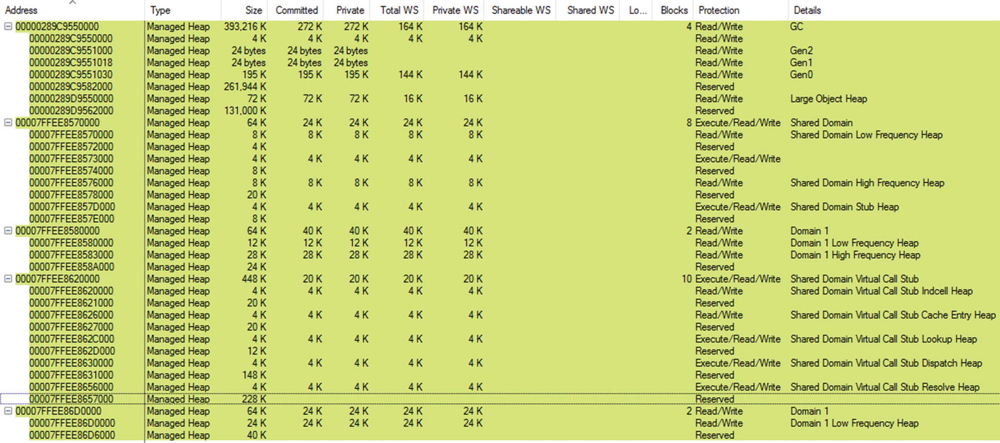 Address Type Size Committed Private Total WS Private WS Shareable WS Shared WS Lo... Blocks Protection Details
00000289C9550000 Managed Heap 393,216 K 272 K 272 K 164 K 164 K 4 Read/Write GC
00000289C9550000 Managed Heap 4 K 4 K 4 K 4 K 4 K Read/Write
00000289C9551000 Managed Heap 24 bytes 24 bytes 24 bytes Read/Write Gen2
00000289C9551018 Managed Heap 24 bytes 24 bytes 24 bytes Read/Write Gen1
00000289C9551030 Managed Heap 195 K 195 K 195 K 144 K 144 K Read/Write Gen0
00000289C9582000 Managed Heap 261,944 K Reserved
00000289D9550000 Managed Heap 72 K 72 K 72 K 16 K 16 K Read/Write Large Object Heap
00000289D9562000 Managed Heap 131,000 K Reserved
00007FFEE8570000 Managed Heap 64 K 24 K 24 K 24 K 24 K 8 Execute/Read/Write Shared Domain
00007FFEE8570000 Managed Heap 8 K 8 K 8 K 8 K 8 K Read/Write Shared Domain Low Frequency Heap
00007FFEE8572000 Managed Heap 4 K Reserved
00007FFEE8573000 Managed Heap 4 K 4 K 4 K 4 K 4 K Execute/Read/Write
00007FFEE8574000 Managed Heap 8 K Reserved
00007FFEE8576000 Managed Heap 8 K 8 K 8 K 8 K 8 K Read/Write Shared Domain High Frequency Heap
00007FFEE8578000 Managed Heap 20 K Reserved
00007FFEE857D000 Managed Heap 4 K 4 K 4 K 4 K 4 K Execute/Read/Write Shared Domain Stub Heap
00007FFEE857E000 Managed Heap 8 K Reserved
00007FFEE8580000 Managed Heap 64 K 40 K 40 K 40 K 40 K 2 Read/Write Domain 1
00007FFEE8580000 Managed Heap 12 K 12 K 12 K 12 K 12 K Read/Write Domain 1 Low Frequency Heap
00007FFEE8583000 Managed Heap 28 K 28 K 28 K 28 K 28 K Read/Write Domain 1 High Frequency Heap
00007FFEE858A000 Managed Heap 24 K Reserved
00007FFEE8620000 Managed Heap 448 K 20 K 20 K 20 K 20 K 10 Execute/Read/Write Shared Domain Virtual Call Stub
00007FFEE8620000 Managed Heap 4 K 4 K 4 K 4 K 4 K Read/Write Shared Domain Virtual Call Stub Indcell Heap
00007FFEE8621000 Managed Heap 20 K Reserved
00007FFEE8626000 Managed Heap 4 K 4 K 4 K 4 K 4 K Read/Write Shared Domain Virtual Call Stub Cache Entry Heap
00007FFEE8627000 Managed Heap 20 K Reserved
00007FFEE862C000 Managed Heap 4 K 4 K 4 K 4 K 4 K Execute/Read/Write Shared Domain Virtual Call Stub Lookup Heap
00007FFEE862D000 Managed Heap 12 K Reserved
00007FFEE8630000 Managed Heap 4 K 4 K 4 K 4 K 4 K Execute/Read/Write Shared Domain Virtual Call Stub Dispatch Heap
00007FFEE8631000 Managed Heap 148 K Reserved
00007FFEE8656000 Managed Heap 4 K 4 K 4 K 4 K 4 K Execute/Read/Write Shared Domain Virtual Call Stub Resolve Heap
00007FFEE8657000 Managed Heap 228 K Reserved
00007FFEE86D0000 Managed Heap 64 K 24 K 24 K 24 K 24 K 2 Read/Write Domain 1
00007FFEE86D0000 Managed Heap 24 K 24 K 24 K 24 K 24 K Read/Write Domain 1 Low Frequency Heap
00007FFEE86D6000 Managed Heap 40 K Reserved